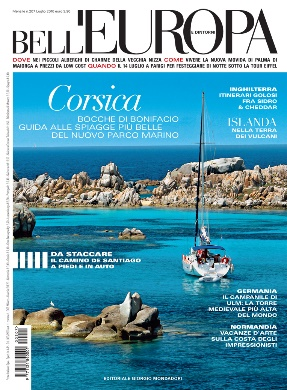 BELL'EUROPA
E DINTORNI
DOVE NEI PICCOLI ALBERGHI DI CHARME DELLA VECCHIA NIZZA COME VIVERE LA NUOVA MOVIDA DI PALMA DI
MAIORCA A PREZZI DA LOW COST QUANDO IL 14 LUGLIO A PARIGI PER FESTEGGIARE DI NOTTE SOTTO LA TOUR EIFFEL
Corsica
BOCCHE DI BONIFACIO
GUIDA ALLE SPIAGGE PIÙ BELLE
DEL NUOVO PARCO MARINO
INGHILTERRA
ITINERARI GOLOSI
FRA SIDRO
& CHEDDAR
ISLANDA
NELLA TERRA
DEI VULCANI
DA STACCARE
IL CAMINO DE SANTIAGO
A PIEDI E IN AUTO
GERMANIA
IL CAMPANILE DI
ULM: LA TORRE
MEDIEVALE PIÙ ALTA
DEL MONDO
NORMANDIA
VACANZE D'ARTE
SULLA COSTA DEGLI
IMPRESSIONISTI
EDITORIALE GIORGIO MONDADORI